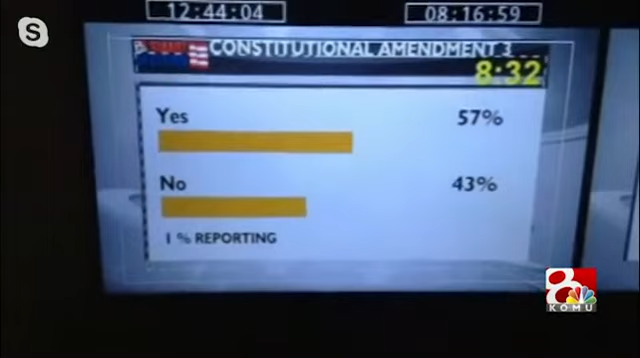 S
12:44:04
08:16:59
CONSTITUTIONAL AMENDMENT 3
8:32
Yes 57%
No 43%
1 % REPORTING
8
KOMU